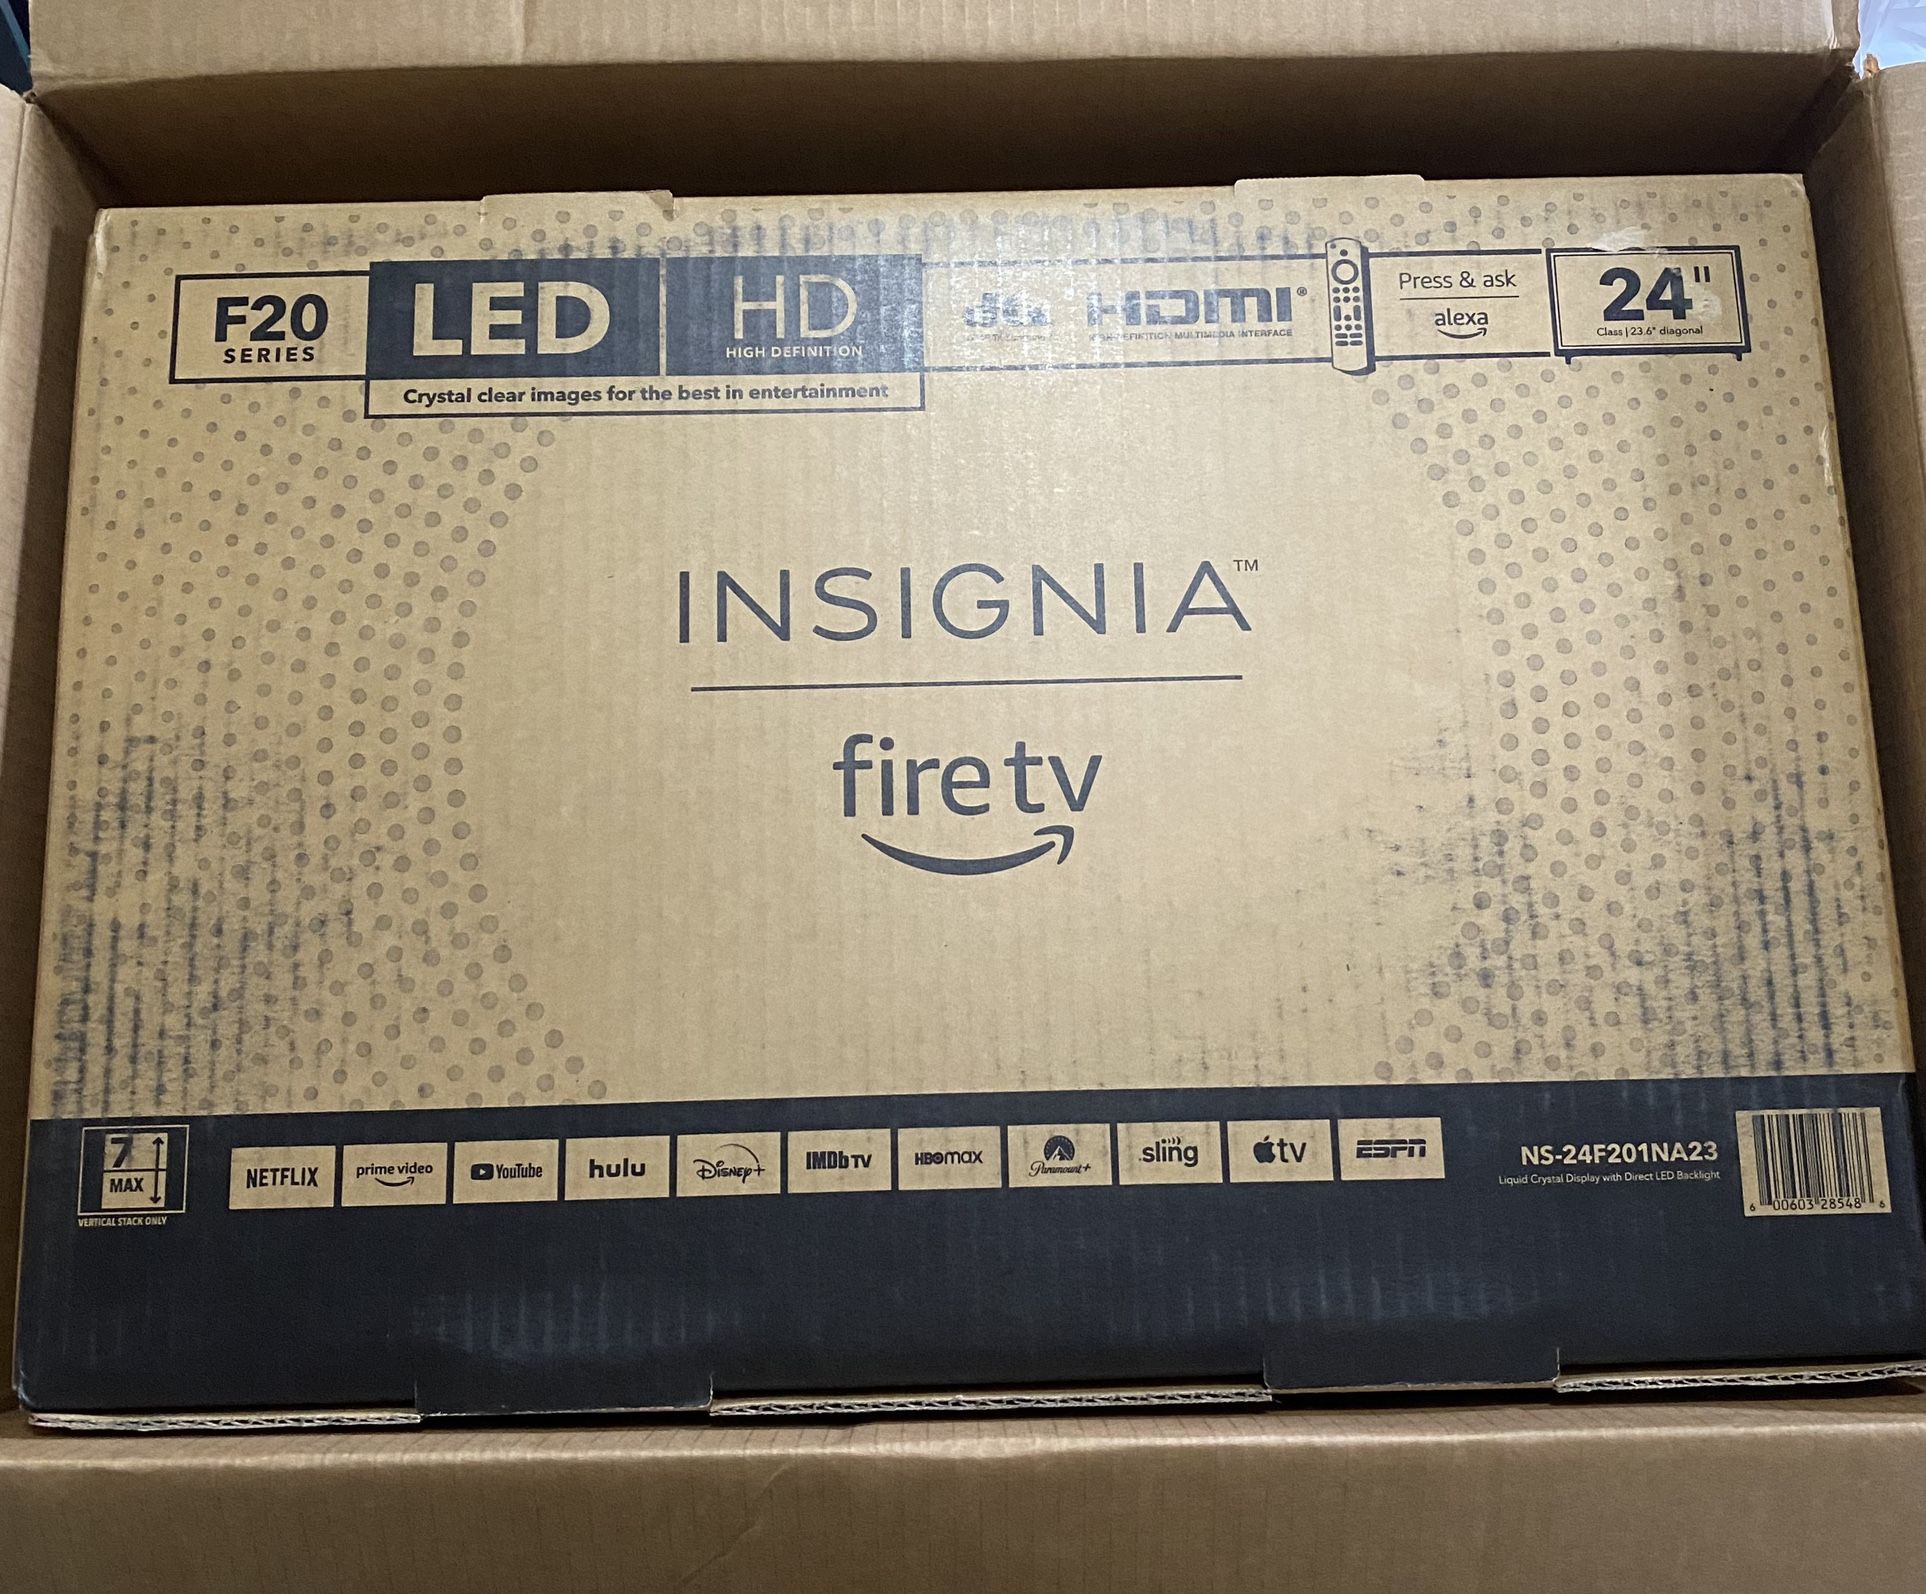 F20
SERIES
LED
HD
HIGH DEFINITION
Crystal clear images for the best in entertainment
HDMI®
MULTIMEDIA INTERFACE
Press & ask
alexa
24"
Class | 23.6" diagonal
INSIGNIA™
fire tv
7
MAX
VERTICAL STACK ONLY
NETFLIX
prime video
YouTube
hulu
Disney+
IMDb TV
HBO max
Paramount+
sling
tv
ESPN
NS-24F201NA23
Liquid Crystal Display with Direct LED Backlight
6 00603 28548 6